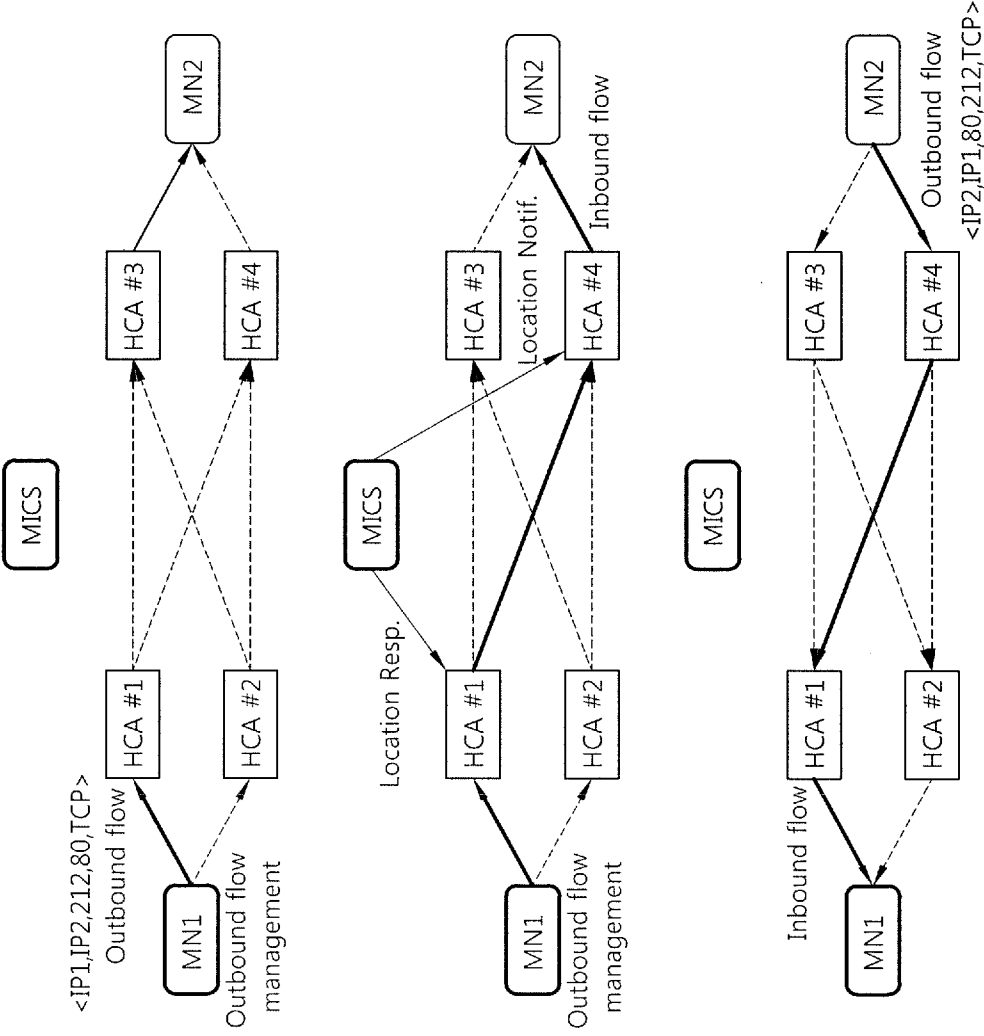 MICS
<IP1,IP2,212,80,TCP>
Outbound flow
HCA #1
HCA #3
MN1
MN2
Outbound flow
management
HCA #2
HCA #4
MICS
Location Resp.
Location Notif.
HCA #1
HCA #3
MN1
MN2
Outbound flow
management
HCA #2
HCA #4
Inbound flow
MICS
Inbound flow
HCA #1
HCA #3
MN1
MN2
HCA #2
HCA #4
Outbound flow
<IP2,IP1,80,212,TCP>